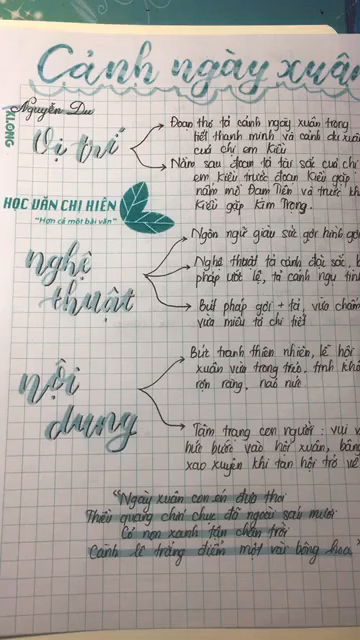 Cảnh ngày xuân
XI.ONG
Nguyễn Du
Vị trí
Đoạn thơ tả cảnh ngày xuân trong
tiết thanh minh và cảnh du xuân
của chị em Kiều
Nằm sau đoạn tả tài sắc của chị
em Kiều trước đoạn Kiều gặp
nấm mồ Đạm Tiên và trước khi
Kiều gặp Kim Trọng.
HỌC VĂN CHỊ HIÊN
"Hơn cả một bài văn"
nghệ thuật
Ngôn ngữ giàu sức gợi hình gợi
Nghệ thuật tả cảnh đặc sắc,
pháp ước lệ, tả cảnh ngụ tình
Bút pháp gợi + tả, vừa chấm
vừa miêu tả chi tiết
nội dung
Bức tranh thiên nhiên, lễ hội
xuân vừa trong trẻo, tinh khô
rộn ràng, náo nức.
Tâm trạng con người: vui v
hức bước vào hội xuân, bâng
xao xuyến khi tan hội trở về
"Ngày xuân con én đưa thoi
Thiều quang chín chục đã ngoài sáu mươi
Cỏ non xanh tận chân trời
Cành lê trắng điểm một vài bông hoa"